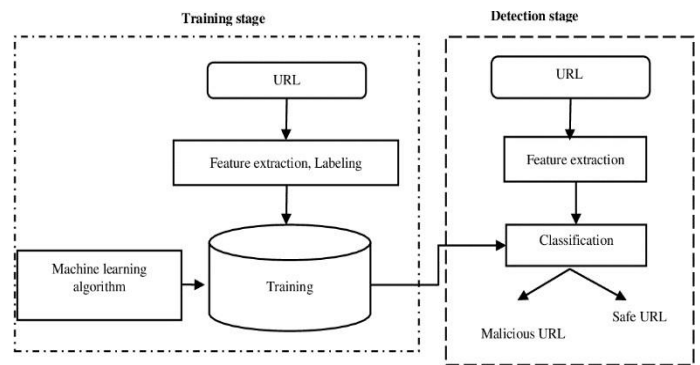 Training stage
URL
Feature extraction, Labeling
Machine learning
algorithm
Training
Detection stage
URL
Feature extraction
Classification
Malicious URL
Safe URL